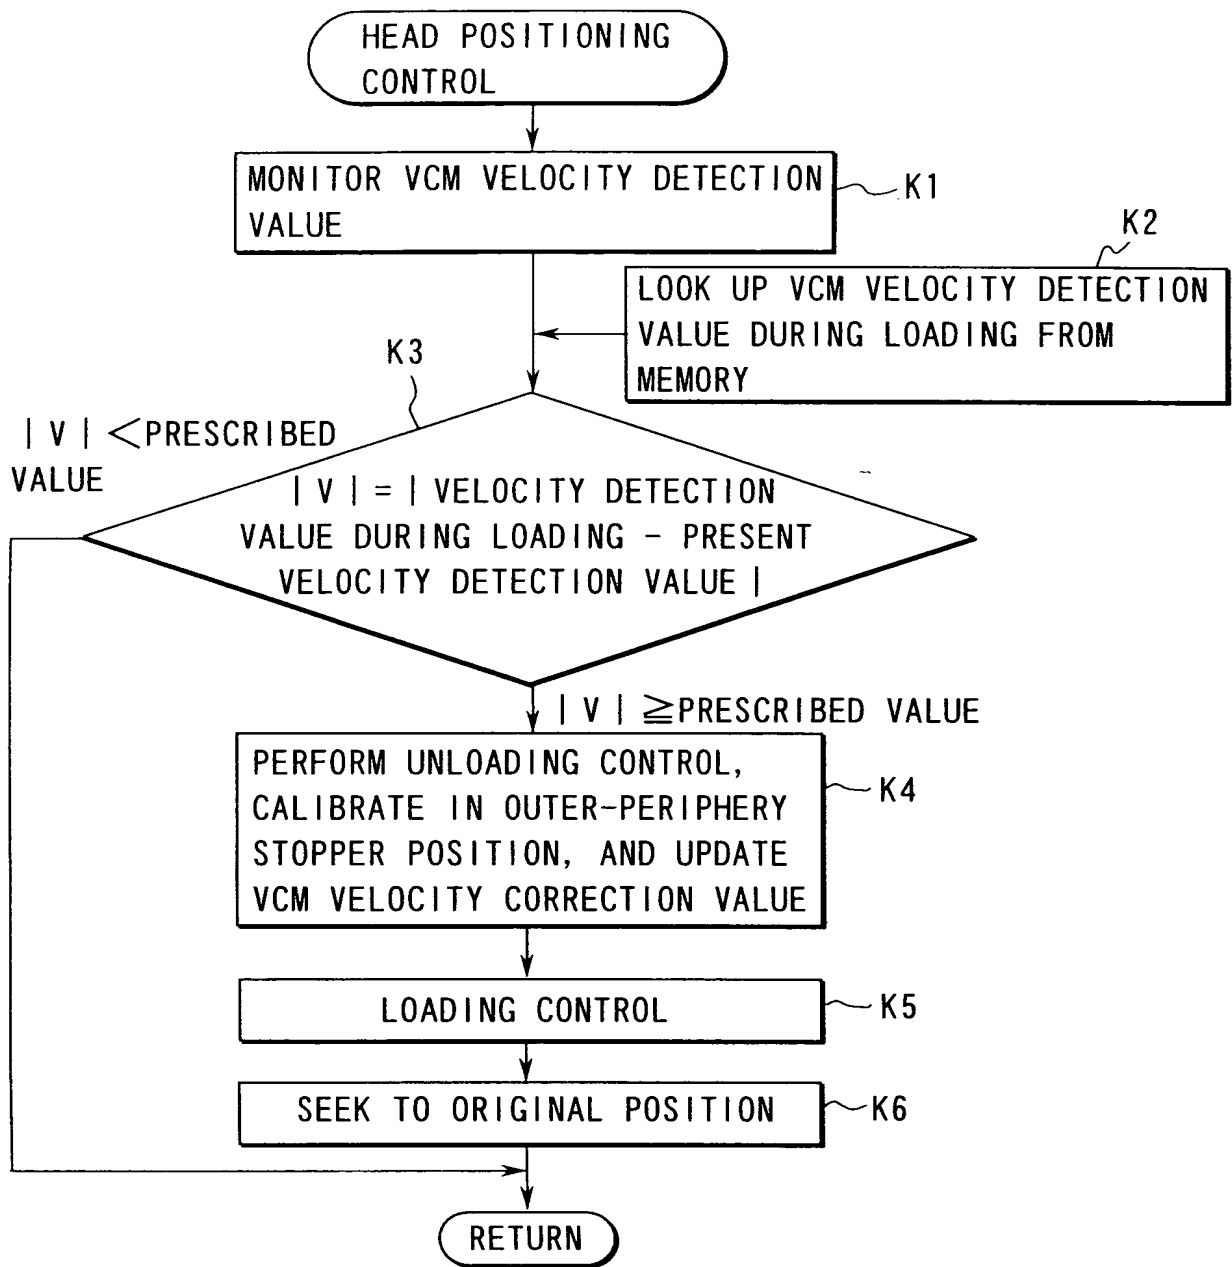 HEAD POSITIONING
CONTROL
MONITOR VCM VELOCITY DETECTION
VALUE
K1
K2
LOOK UP VCM VELOCITY DETECTION
VALUE DURING LOADING FROM
MEMORY
K3
| V | <PRESCRIBED
VALUE
| V | = | VELOCITY DETECTION
VALUE DURING LOADING - PRESENT
VELOCITY DETECTION VALUE |
| V | ≧PRESCRIBED VALUE
PERFORM UNLOADING CONTROL,
CALIBRATE IN OUTER-PERIPHERY
STOPPER POSITION, AND UPDATE
VCM VELOCITY CORRECTION VALUE
K4
LOADING CONTROL
K5
SEEK TO ORIGINAL POSITION
K6
RETURN